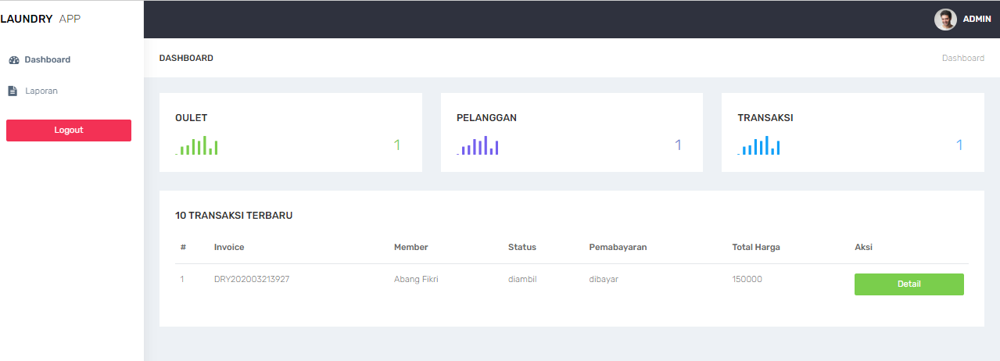 LAUNDRY APP
ADMIN
Dashboard
Laporan
Logout
DASHBOARD
Dashboard
OULET
1
PELANGGAN
1
TRANSAKSI
1
10 TRANSAKSI TERBARU
# Invoice Member Status Pemabayaran Total Harga Aksi
1 DRY202003213927 Abang Fikri diambil dibayar 150000 Detail